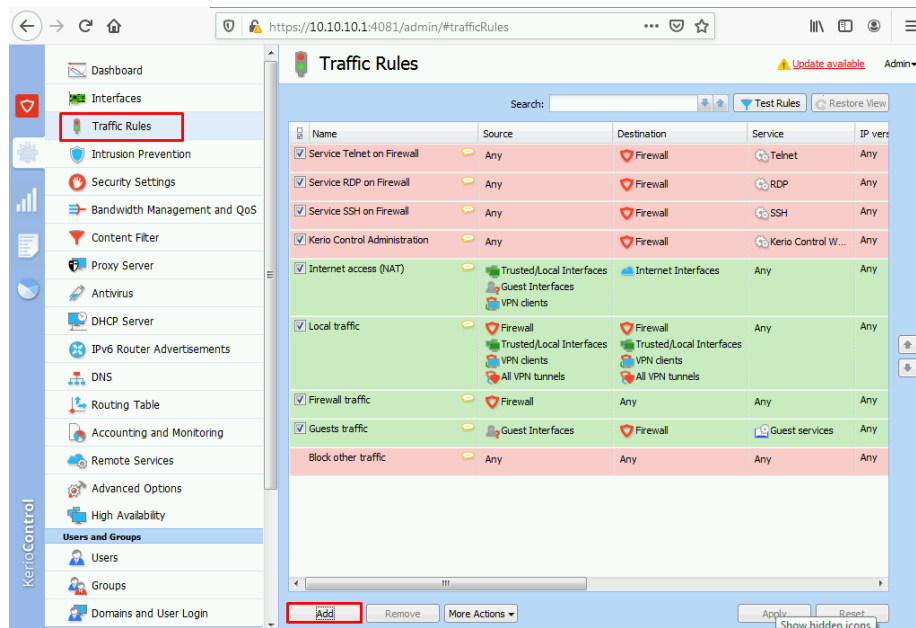 https://10.10.10.1:4081/admin/#trafficRules
Dashboard
Interfaces
Traffic Rules
Intrusion Prevention
Security Settings
Bandwidth Management and QoS
Content Filter
Proxy Server
Antivirus
DHCP Server
IPv6 Router Advertisements
DNS
Routing Table
Accounting and Monitoring
Remote Services
Advanced Options
High Availability
Users and Groups
Users
Groups
Domains and User Login
KerioControl
Traffic Rules
Update available
Admin
Search:
Test Rules
Restore View
Name Source Destination Service IP vers
Service Telnet on Firewall Any Firewall Telnet Any
Service RDP on Firewall Any Firewall RDP Any
Service SSH on Firewall Any Firewall SSH Any
Kerio Control Administration Any Firewall Kerio Control W... Any
Internet access (NAT) Trusted/Local Interfaces Internet Interfaces Any Any
Guest Interfaces
VPN clients
Local traffic Firewall Firewall Any Any
Trusted/Local Interfaces Trusted/Local Interfaces
VPN clients VPN clients
All VPN tunnels All VPN tunnels
Firewall traffic Firewall Any Any Any
Guests traffic Guest Interfaces Firewall Guest services Any
Block other traffic Any Any Any Any
Add Remove More Actions Apply Reset
Show hidden icons